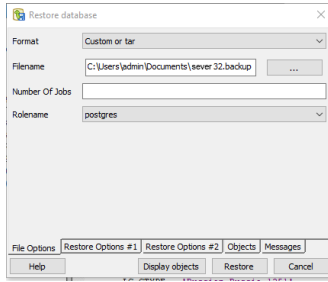 Restore database
Format Custom or tar
Filename C:\Users\admin\Documents\sever 32.backup ...
Number Of Jobs
Rolename postgres
File Options Restore Options #1 Restore Options #2 Objects Messages
Help Display objects Restore Cancel